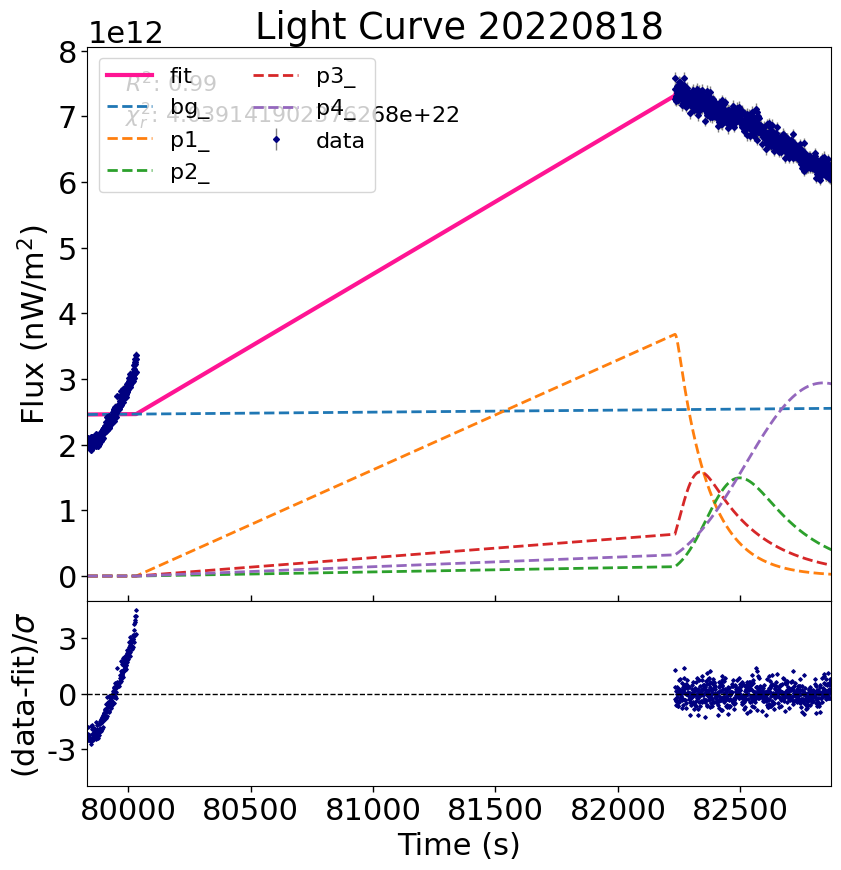 Light Curve 20220818
1e12
8
7
6
5
4
3
2
1
0
Flux (nW/m²)
R²: 0.99
fit
bg_
p1_
p2_
p3_
p4_
data
3
0
-3
(data-fit)/σ
80000 80500 81000 81500 82000 82500
Time (s)